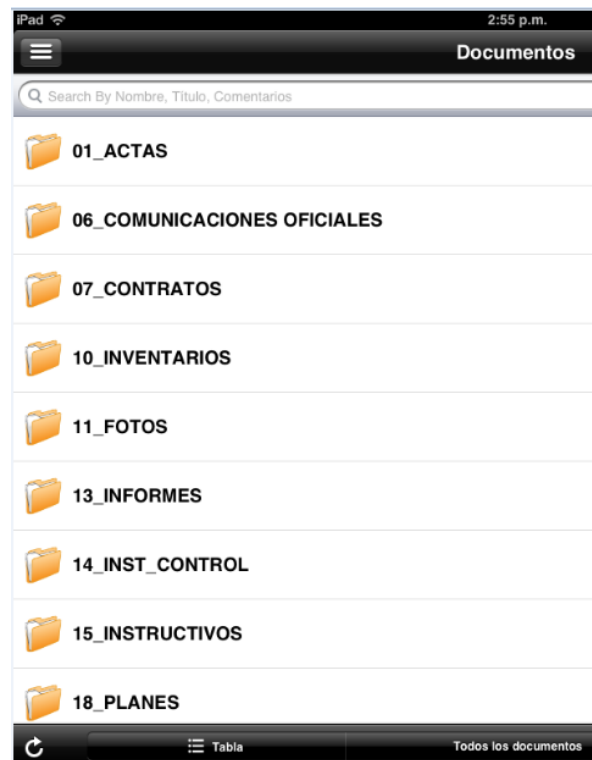 iPad 2:55 p.m.
Documentos
Search By Nombre, Titulo, Comentarios
01_ACTAS
06_COMUNICACIONES OFICIALES
07_CONTRATOS
10_INVENTARIOS
11_FOTOS
13_INFORMES
14_INST_CONTROL
15_INSTRUCTIVOS
18_PLANES
Tabla Todos los documentos